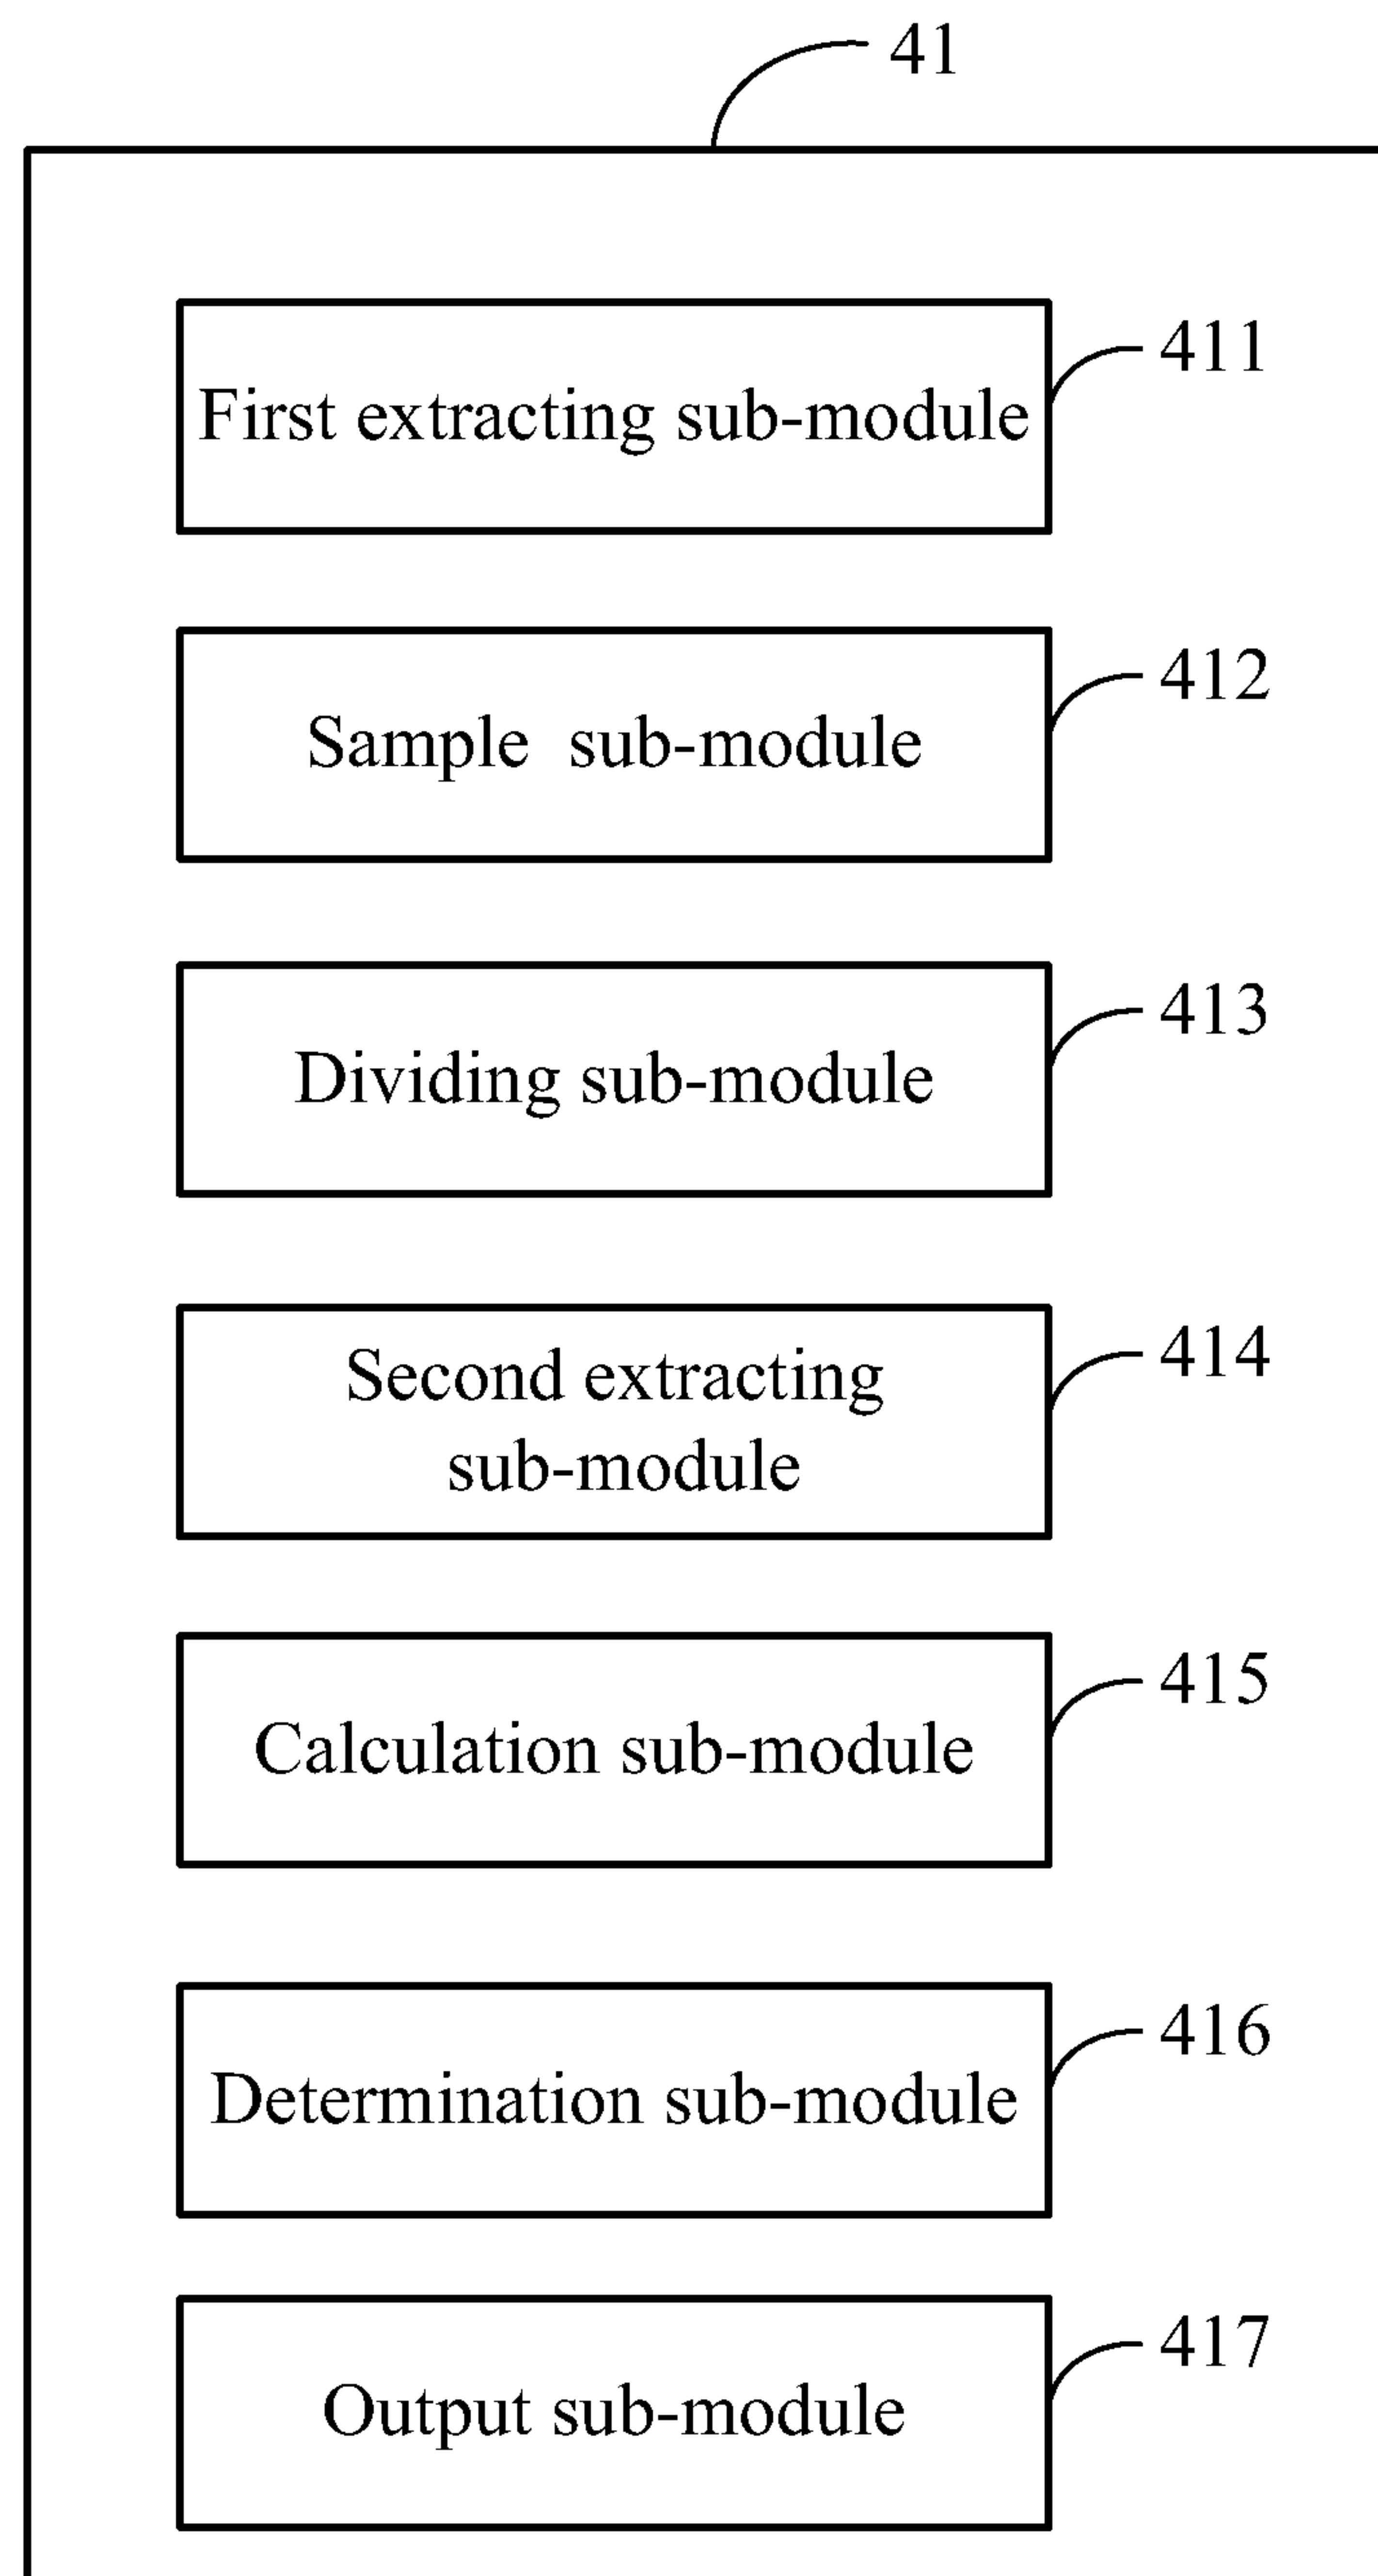 41
First extracting sub-module
411
Sample sub-module
412
Dividing sub-module
413
Second extracting
sub-module
414
Calculation sub-module
415
Determination sub-module
416
Output sub-module
417